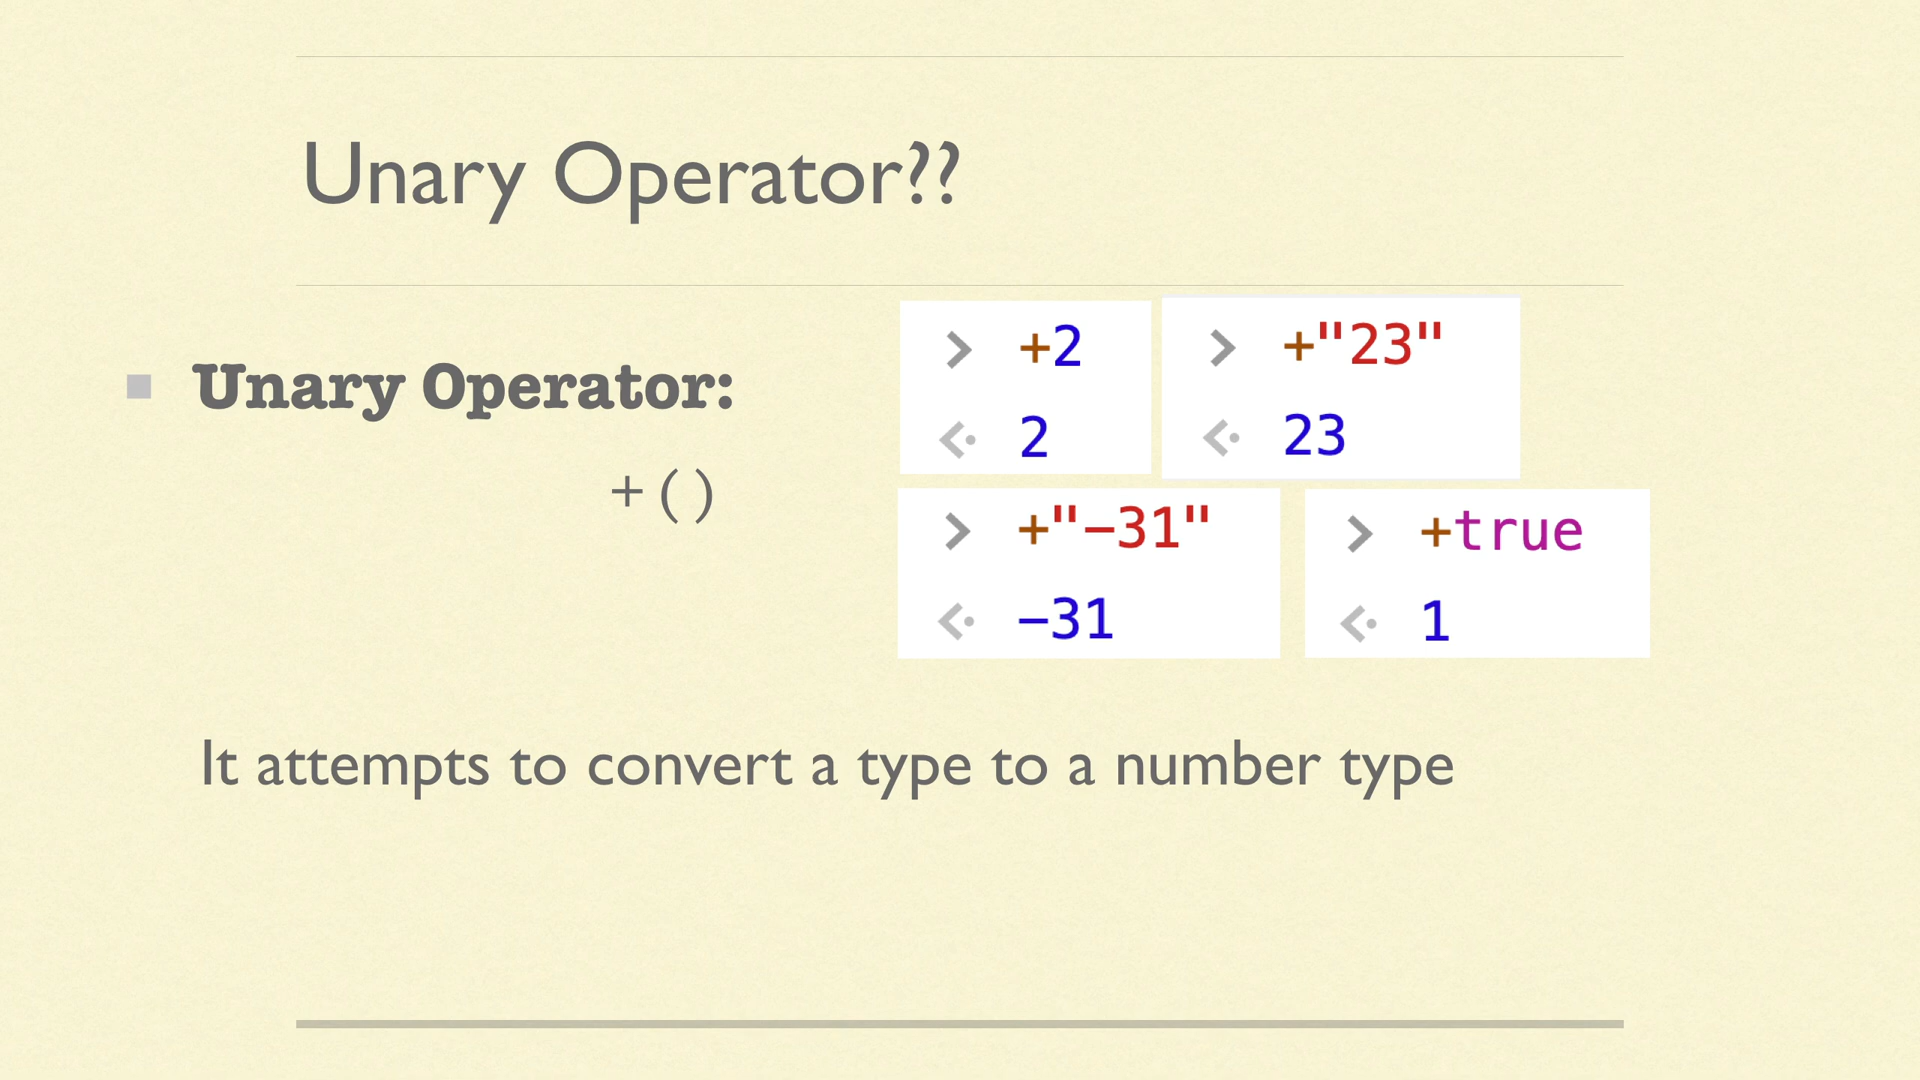 Unary Operator??
Unary Operator:
+ ( )
> +2
<· 2
> +"23"
<· 23
> +"−31"
<· −31
> +true
<· 1
It attempts to convert a type to a number type